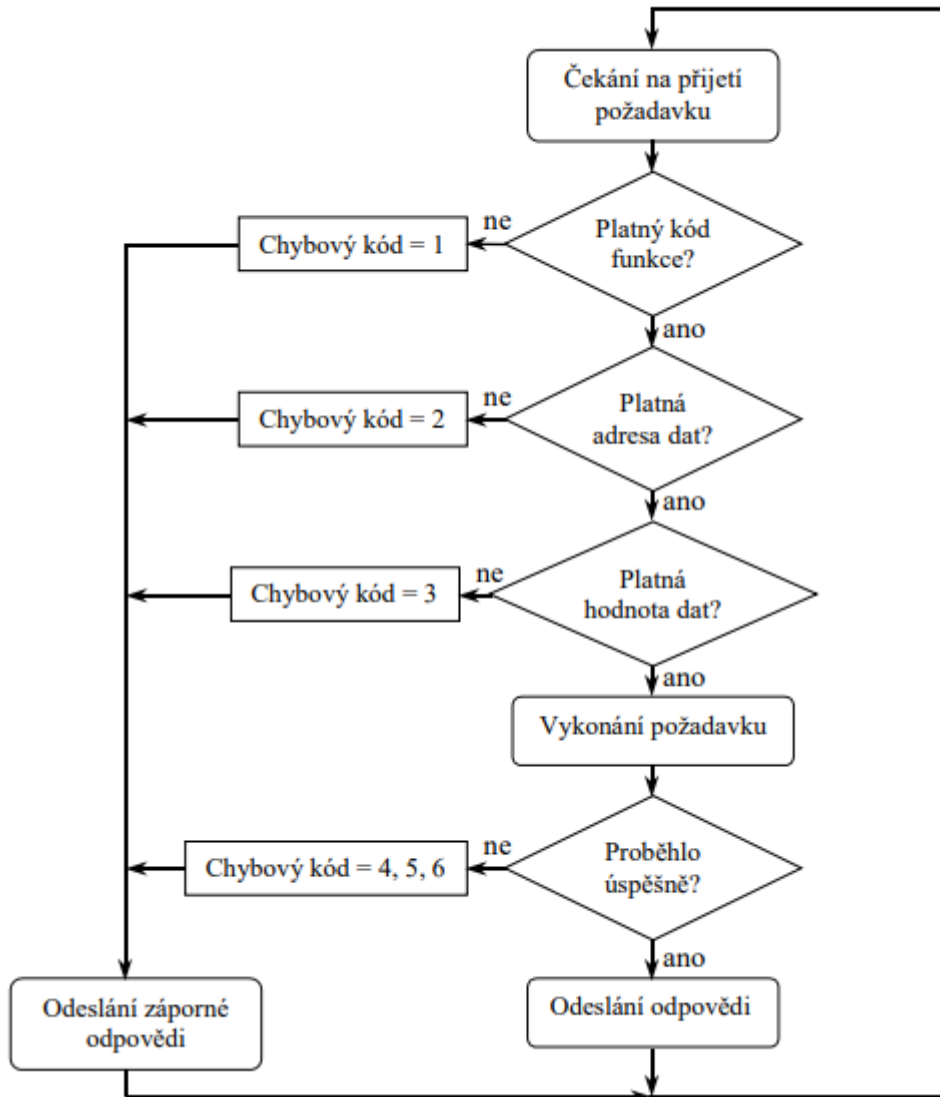 Čekání na přijetí
požadavku
Platný kód
funkce?
ne
Chybový kód = 1
ano
Platná
adresa dat?
ne
Chybový kód = 2
ano
Platná
hodnota dat?
ne
Chybový kód = 3
ano
Vykonání požadavku
Proběhlo
úspěšně?
ne
Chybový kód = 4, 5, 6
ano
Odeslání záporné
odpovědi
Odeslání odpovědi